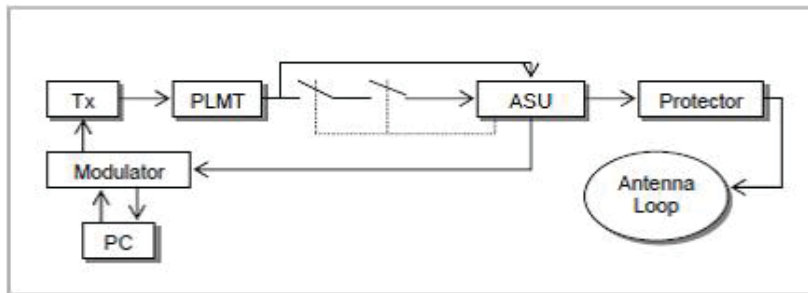 Tx
PLMT
ASU
Protector
Modulator
Antenna
Loop
PC